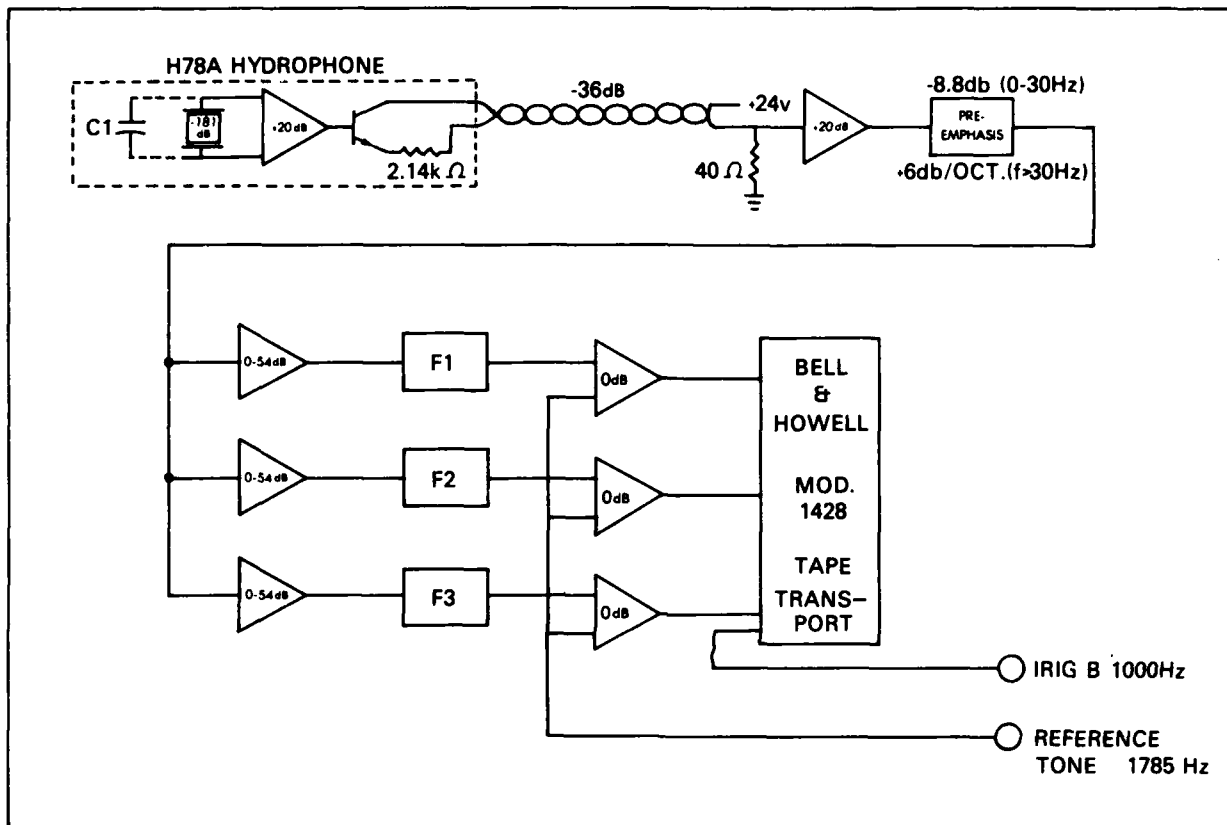 H78A HYDROPHONE
C1
-181
dB
+20dB
2.14k Ω
-36dB
+24v
40 Ω
+20dB
-8.8db (0-30Hz)
PRE-
EMPHASIS
+6db/OCT.(f>30Hz)
0-54dB
F1
0dB
0-54dB
F2
0dB
0-54dB
F3
0dB
BELL
&
HOWELL
MOD.
1428
TAPE
TRANS-
PORT
IRIG B 1000Hz
REFERENCE
TONE 1785 Hz